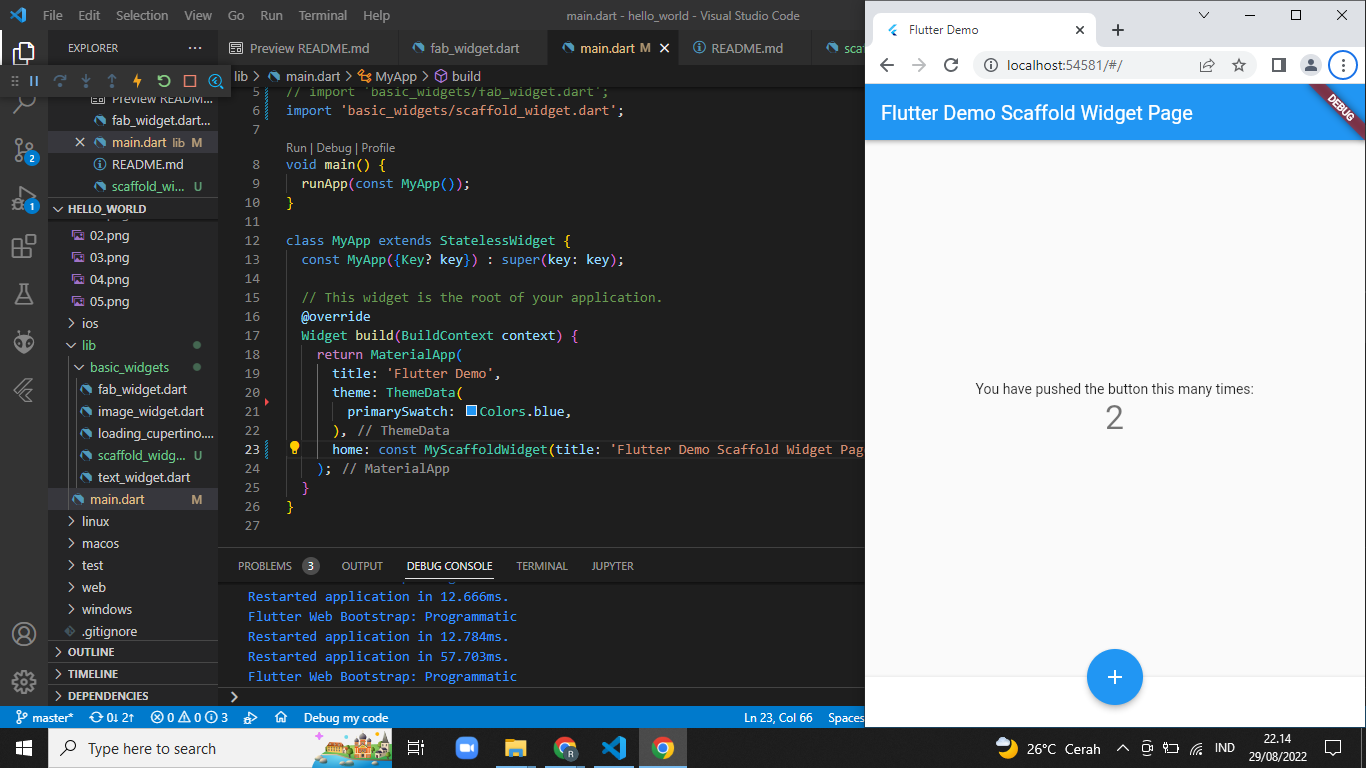 File Edit Selection View Go Run Terminal Help
main.dart - hello_world - Visual Studio Code
EXPLORER
Preview README.md
fab_widget.dart
main.dart M
README.md
sca
Preview READM...
fab_widget.dart...
main.dart lib M
README.md
scaffold_wi... U
HELLO_WORLD
02.png
03.png
04.png
05.png
ios
lib
basic_widgets
fab_widget.dart
image_widget.dart
loading_cupertino....
scaffold_widg... U
text_widget.dart
main.dart M
linux
macos
test
web
windows
.gitignore
OUTLINE
TIMELINE
DEPENDENCIES
2
1
lib > main.dart > MyApp > build
5 // import 'basic_widgets/fab_widget.dart';
6 import 'basic_widgets/scaffold_widget.dart';
7
Run | Debug | Profile
8 void main() {
9 runApp(const MyApp());
10 }
11
12 class MyApp extends StatelessWidget {
13 const MyApp({Key? key}) : super(key: key);
14
15 // This widget is the root of your application.
16 @override
17 Widget build(BuildContext context) {
18 return MaterialApp(
19 title: 'Flutter Demo',
20 theme: ThemeData(
21 primarySwatch: Colors.blue,
22 ), // ThemeData
23 home: const MyScaffoldWidget(title: 'Flutter Demo Scaffold Widget Pag
24 ); // MaterialApp
25 }
26 }
27
PROBLEMS 3 OUTPUT DEBUG CONSOLE TERMINAL JUPYTER
Restarted application in 12.666ms.
Flutter Web Bootstrap: Programmatic
Restarted application in 12.784ms.
Restarted application in 57.703ms.
Flutter Web Bootstrap: Programmatic
master* 0↓ 2↑ 0 0 3 Debug my code Ln 23, Col 66 Spaces
Flutter Demo
localhost:54581/#/
Flutter Demo Scaffold Widget Page
DEBUG
You have pushed the button this many times:
2
+
Type here to search
26°C Cerah IND 22.14
29/08/2022